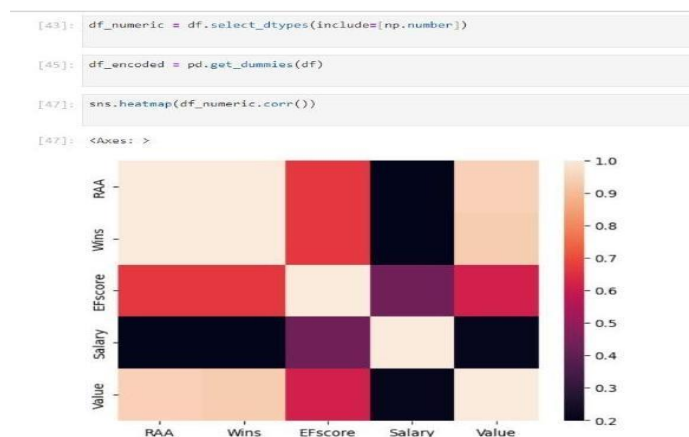 [43]: df_numeric = df.select_dtypes(include=[np.number])
[45]: df_encoded = pd.get_dummies(df)
[47]: sns.heatmap(df_numeric.corr())
[47]: <Axes: >
RAA
Wins
EFscore
Salary
Value
RAA Wins EFscore Salary Value
1.0
0.9
0.8
0.7
0.6
0.5
0.4
0.3
0.2